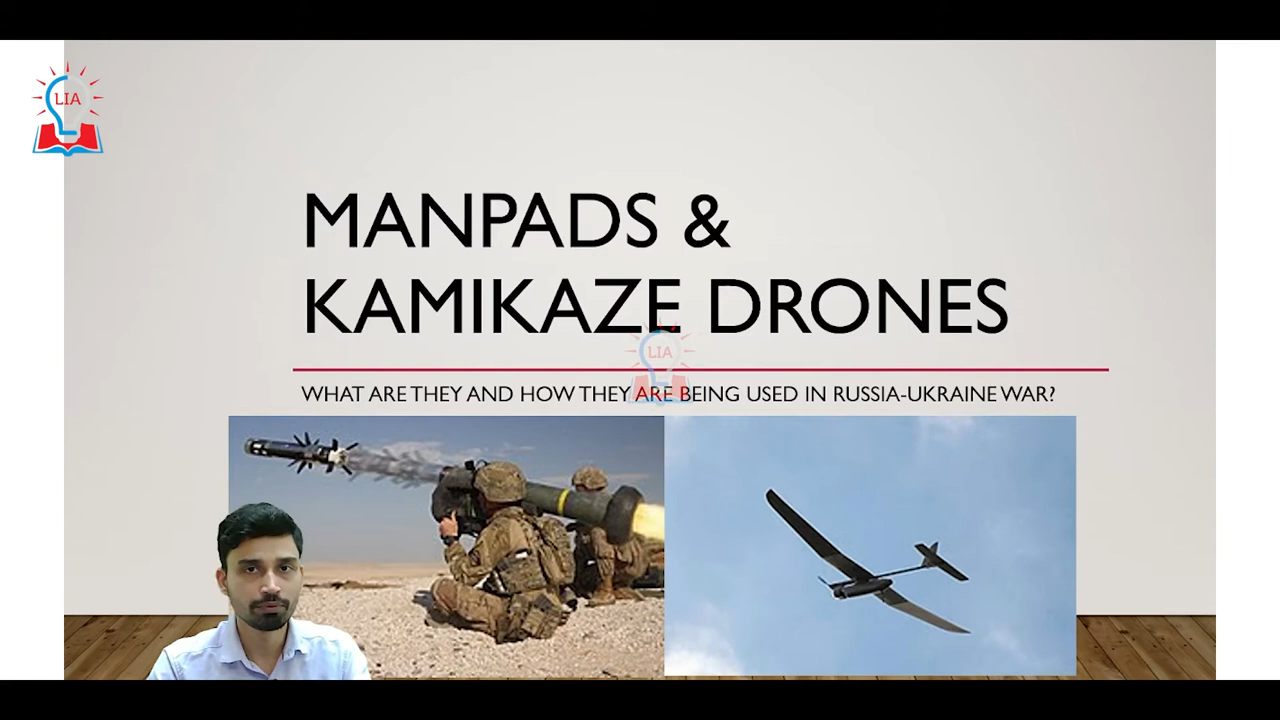 LIA
MANPADS &
KAMIKAZE DRONES
LIA
WHAT ARE THEY AND HOW THEY ARE BEING USED IN RUSSIA-UKRAINE WAR?